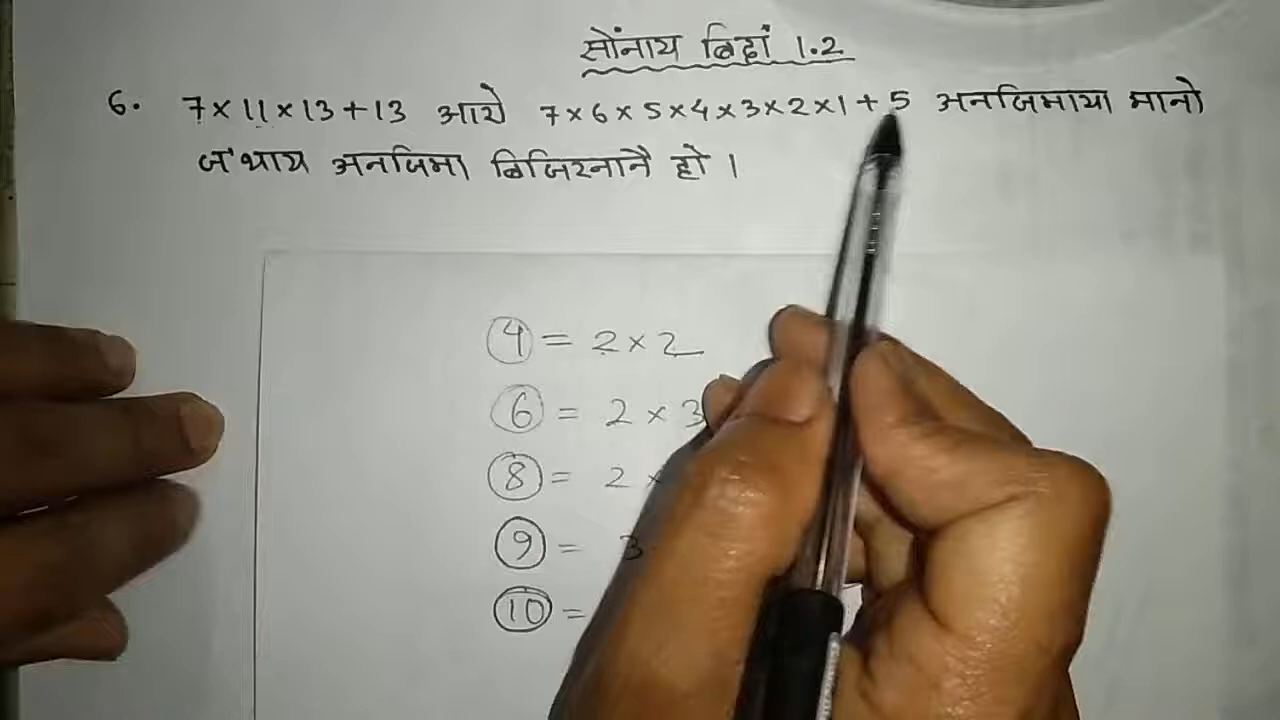 सोंनाय बिदां 1.2
6. 7×11×13+13 आरो 7×6×5×4×3×2×1+5 अनजिमाया मानो
ज'थाय अनजिमा बिजिरनानै हो।
4 = 2×2
6 = 2×3
8 = 2×
9 = 3
10 =